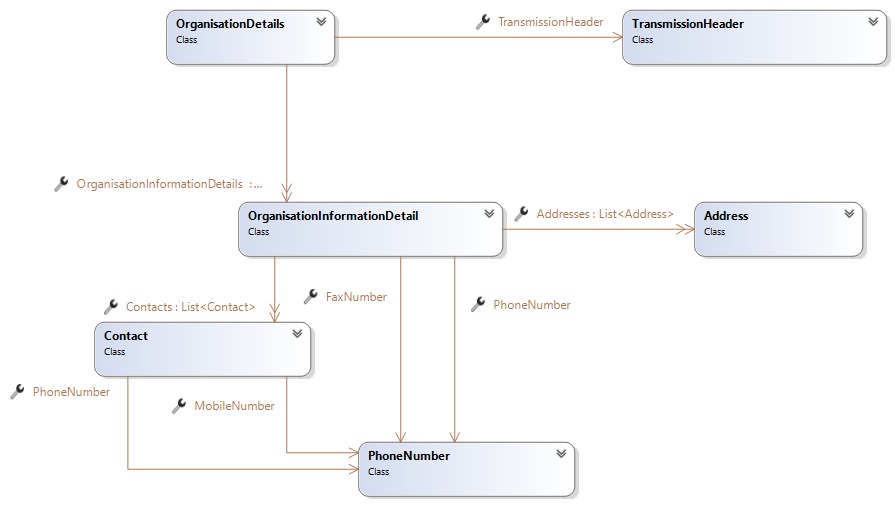 OrganisationDetails
Class
TransmissionHeader
TransmissionHeader
Class
OrganisationInformationDetails :...
OrganisationInformationDetail
Class
Addresses : List<Address>
Address
Class
Contacts : List<Contact>
FaxNumber
PhoneNumber
Contact
Class
PhoneNumber
MobileNumber
PhoneNumber
Class